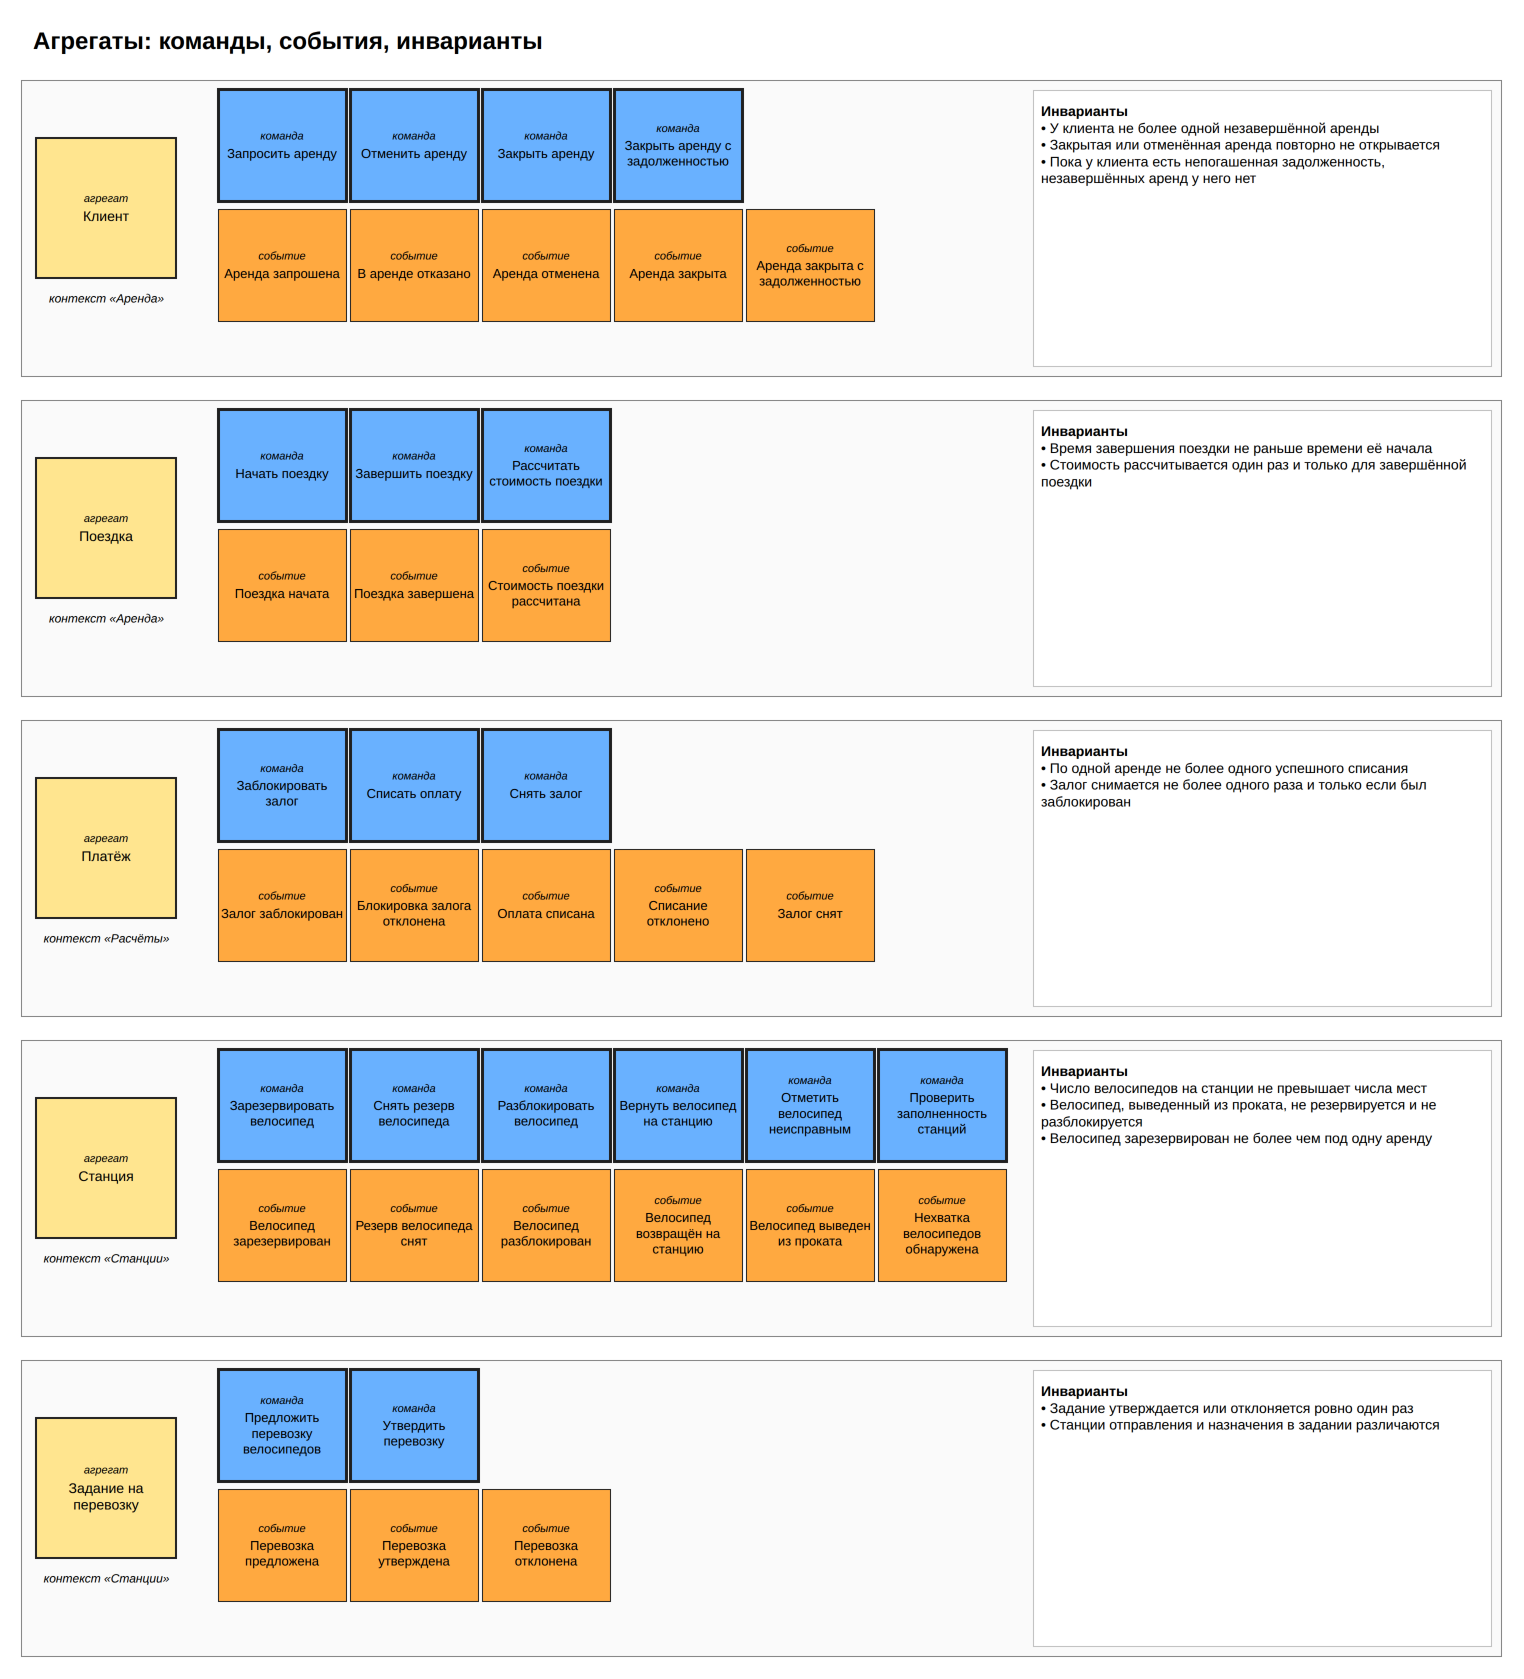 Агрегаты: команды, события, инварианты
агрегат
Клиент
контекст «Аренда»
команда
Запросить аренду
команда
Отменить аренду
команда
Закрыть аренду
команда
Закрыть аренду с
задолженностью
событие
Аренда запрошена
событие
В аренде отказано
событие
Аренда отменена
событие
Аренда закрыта
событие
Аренда закрыта с
задолженностью
Инварианты
• У клиента не более одной незавершённой аренды
• Закрытая или отменённая аренда повторно не открывается
• Пока у клиента есть непогашенная задолженность,
незавершённых аренд у него нет
агрегат
Поездка
контекст «Аренда»
команда
Начать поездку
команда
Завершить поездку
команда
Рассчитать
стоимость поездки
событие
Поездка начата
событие
Поездка завершена
событие
Стоимость поездки
рассчитана
Инварианты
• Время завершения поездки не раньше времени её начала
• Стоимость рассчитывается один раз и только для завершённой
поездки
агрегат
Платёж
контекст «Расчёты»
команда
Заблокировать
залог
команда
Списать оплату
команда
Снять залог
событие
Залог заблокирован
событие
Блокировка залога
отклонена
событие
Оплата списана
событие
Списание
отклонено
событие
Залог снят
Инварианты
• По одной аренде не более одного успешного списания
• Залог снимается не более одного раза и только если был
заблокирован
агрегат
Станция
контекст «Станции»
команда
Зарезервировать
велосипед
команда
Снять резерв
велосипеда
команда
Разблокировать
велосипед
команда
Вернуть велосипед
на станцию
команда
Отметить
велосипед
неисправным
команда
Проверить
заполненность
станций
событие
Велосипед
зарезервирован
событие
Резерв велосипеда
снят
событие
Велосипед
разблокирован
событие
Велосипед
возвращён на
станцию
событие
Велосипед выведен
из проката
событие
Нехватка
велосипедов
обнаружена
Инварианты
• Число велосипедов на станции не превышает числа мест
• Велосипед, выведенный из проката, не резервируется и не
разблокируется
• Велосипед зарезервирован не более чем под одну аренду
агрегат
Задание на
перевозку
контекст «Станции»
команда
Предложить
перевозку
велосипедов
команда
Утвердить
перевозку
событие
Перевозка
предложена
событие
Перевозка
утверждена
событие
Перевозка
отклонена
Инварианты
• Задание утверждается или отклоняется ровно один раз
• Станции отправления и назначения в задании различаются